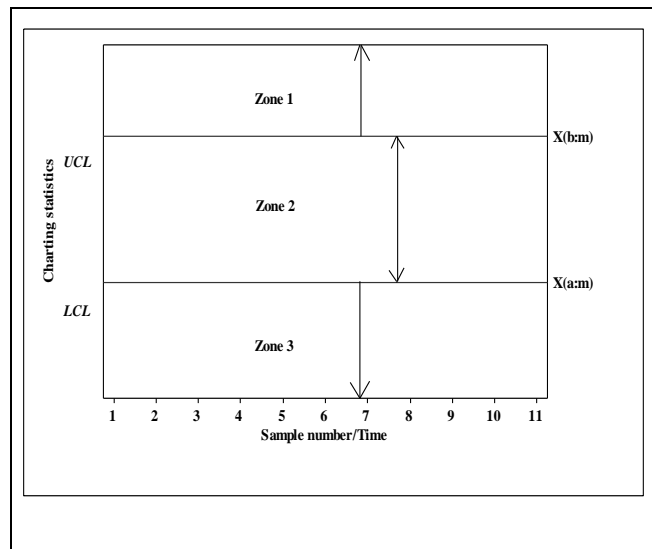 Zone 1
X(b:m)
UCL
Zone 2
Charting statistics
X(a:m)
LCL
Zone 3
1 2 3 4 5 6 7 8 9 10 11
Sample number/Time